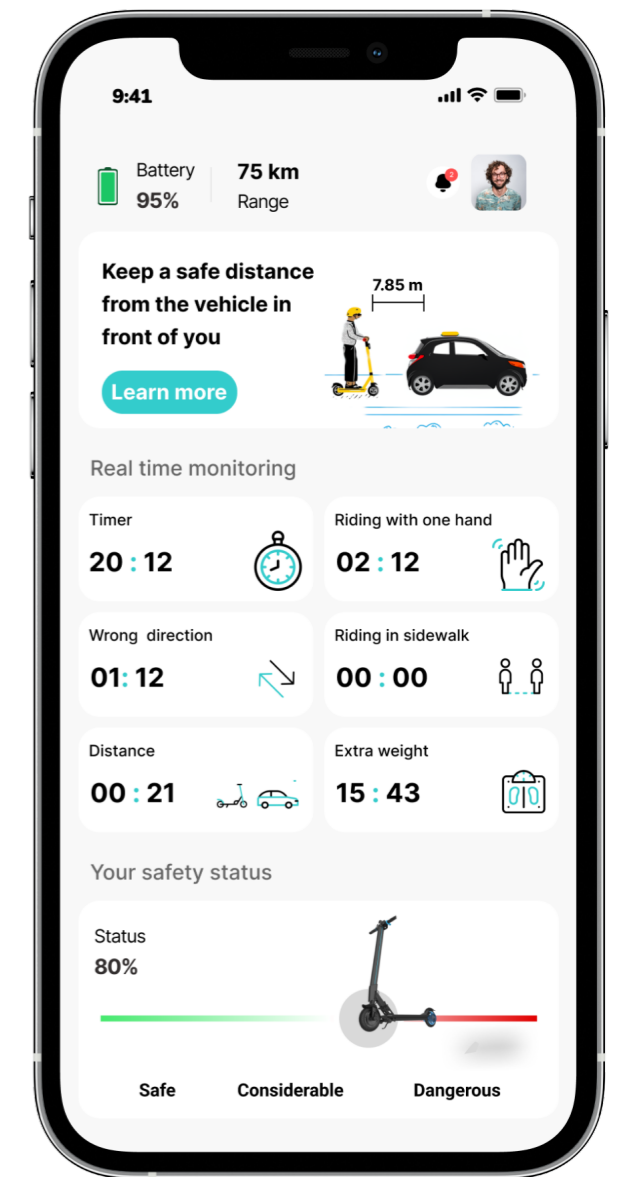 9:41
Battery
95%
75 km
Range
2
Keep a safe distance
from the vehicle in
front of you
7.85 m
Learn more
Real time monitoring
Timer
20 : 12
Riding with one hand
02 : 12
Wrong direction
01: 12
Riding in sidewalk
00 : 00
Distance
00 : 21
Extra weight
15 : 43
Your safety status
Status
80%
Safe
Considerable
Dangerous